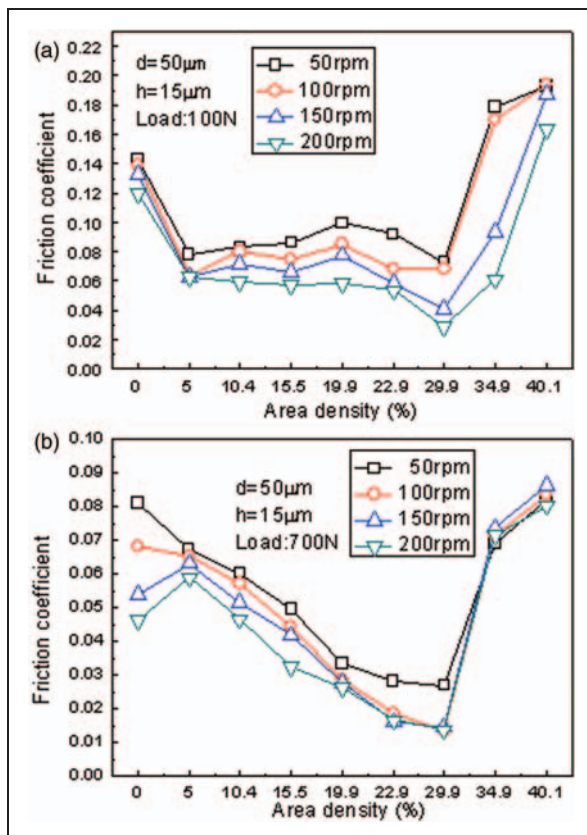 (a)
0.22
0.20
0.18
0.16
0.14
0.12
0.10
0.08
0.06
0.04
0.02
0.00
Friction coefficient
d=50μm
h=15μm
Load:100N
50rpm
100rpm
150rpm
200rpm
0 5 10.4 15.5 19.9 22.9 29.9 34.9 40.1
Area density (%)
(b)
0.10
0.09
0.08
0.07
0.06
0.05
0.04
0.03
0.02
0.01
0.00
Friction coefficient
d=50μm
h=15μm
Load:700N
50rpm
100rpm
150rpm
200rpm
0 5 10.4 15.5 19.9 22.9 29.9 34.9 40.1
Area density (%)